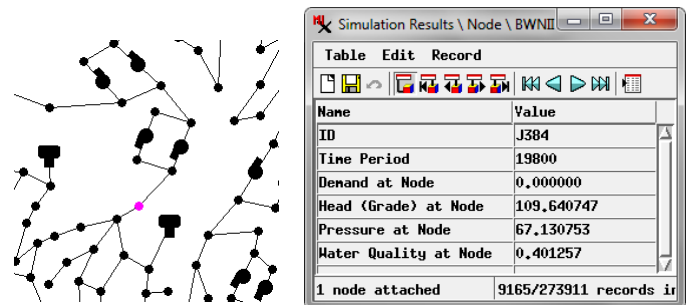 Simulation Results \ Node \ BWNII
Table Edit Record
Name Value
ID J384
Time Period 19800
Demand at Node 0.000000
Head (Grade) at Node 109.640747
Pressure at Node 67.130753
Water Quality at Node 0.401257
1 node attached 9165/273911 records in